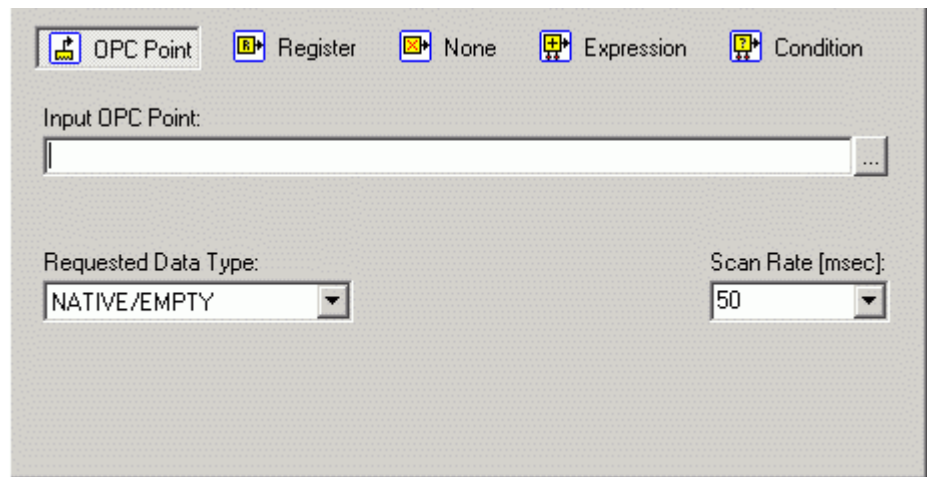 OPC Point Register None Expression Condition
Input OPC Point:
...
Requested Data Type: Scan Rate [msec]:
NATIVE/EMPTY 50